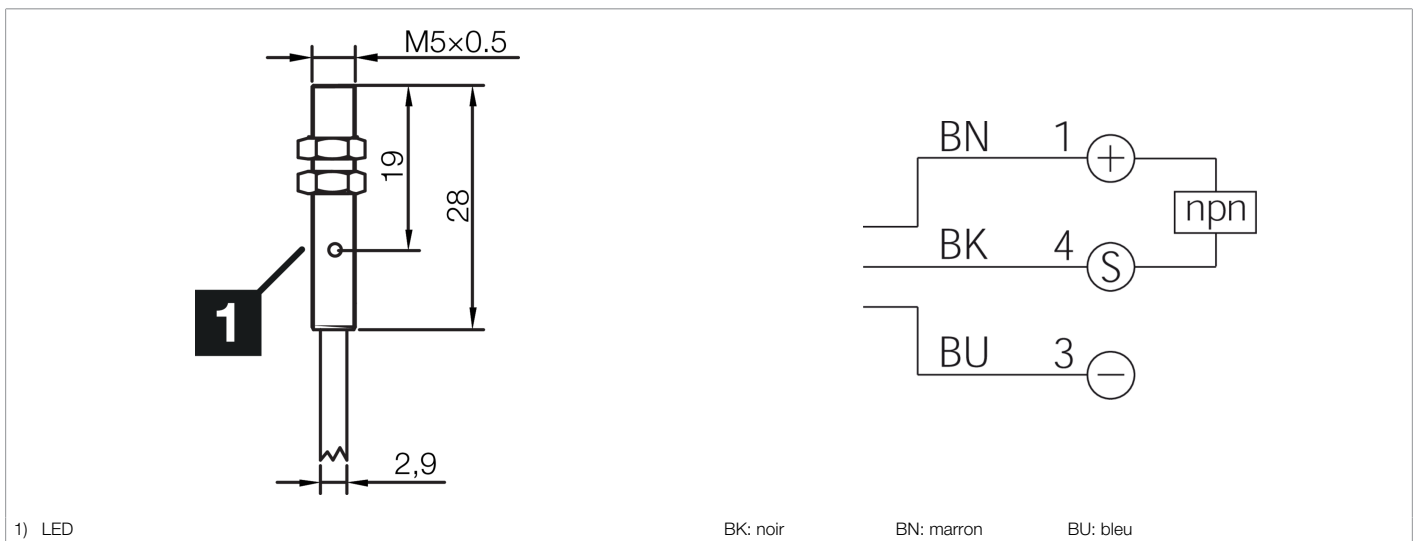 M5×0.5
19
28
1
2,9
BN 1 +
npn
BK 4 S
BU 3 −
1) LED
BK: noir BN: marron BU: bleu